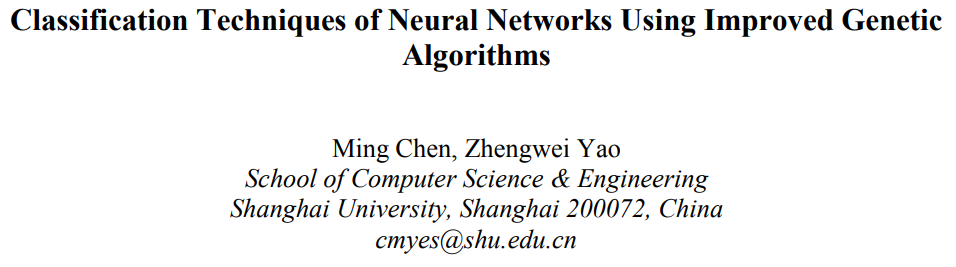 Classification Techniques of Neural Networks Using Improved Genetic
Algorithms
Ming Chen, Zhengwei Yao
School of Computer Science & Engineering
Shanghai University, Shanghai 200072, China
cmyes@shu.edu.cn